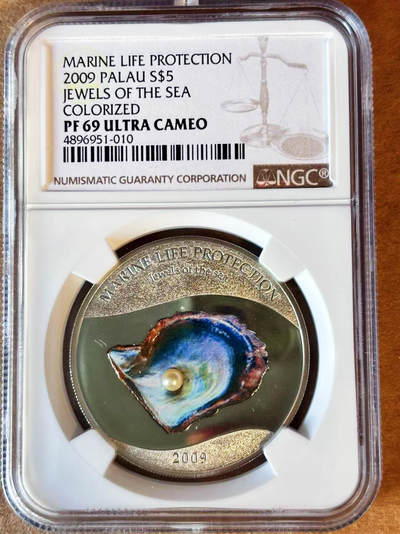 MARINE LIFE PROTECTION
2009 PALAU S$5
JEWELS OF THE SEA
COLORIZED
PF 69 ULTRA CAMEO
4896951-010
NUMISMATIC GUARANTY CORPORATION
NGC®
MARINE LIFE PROTECTION
Jewels of the sea
2009